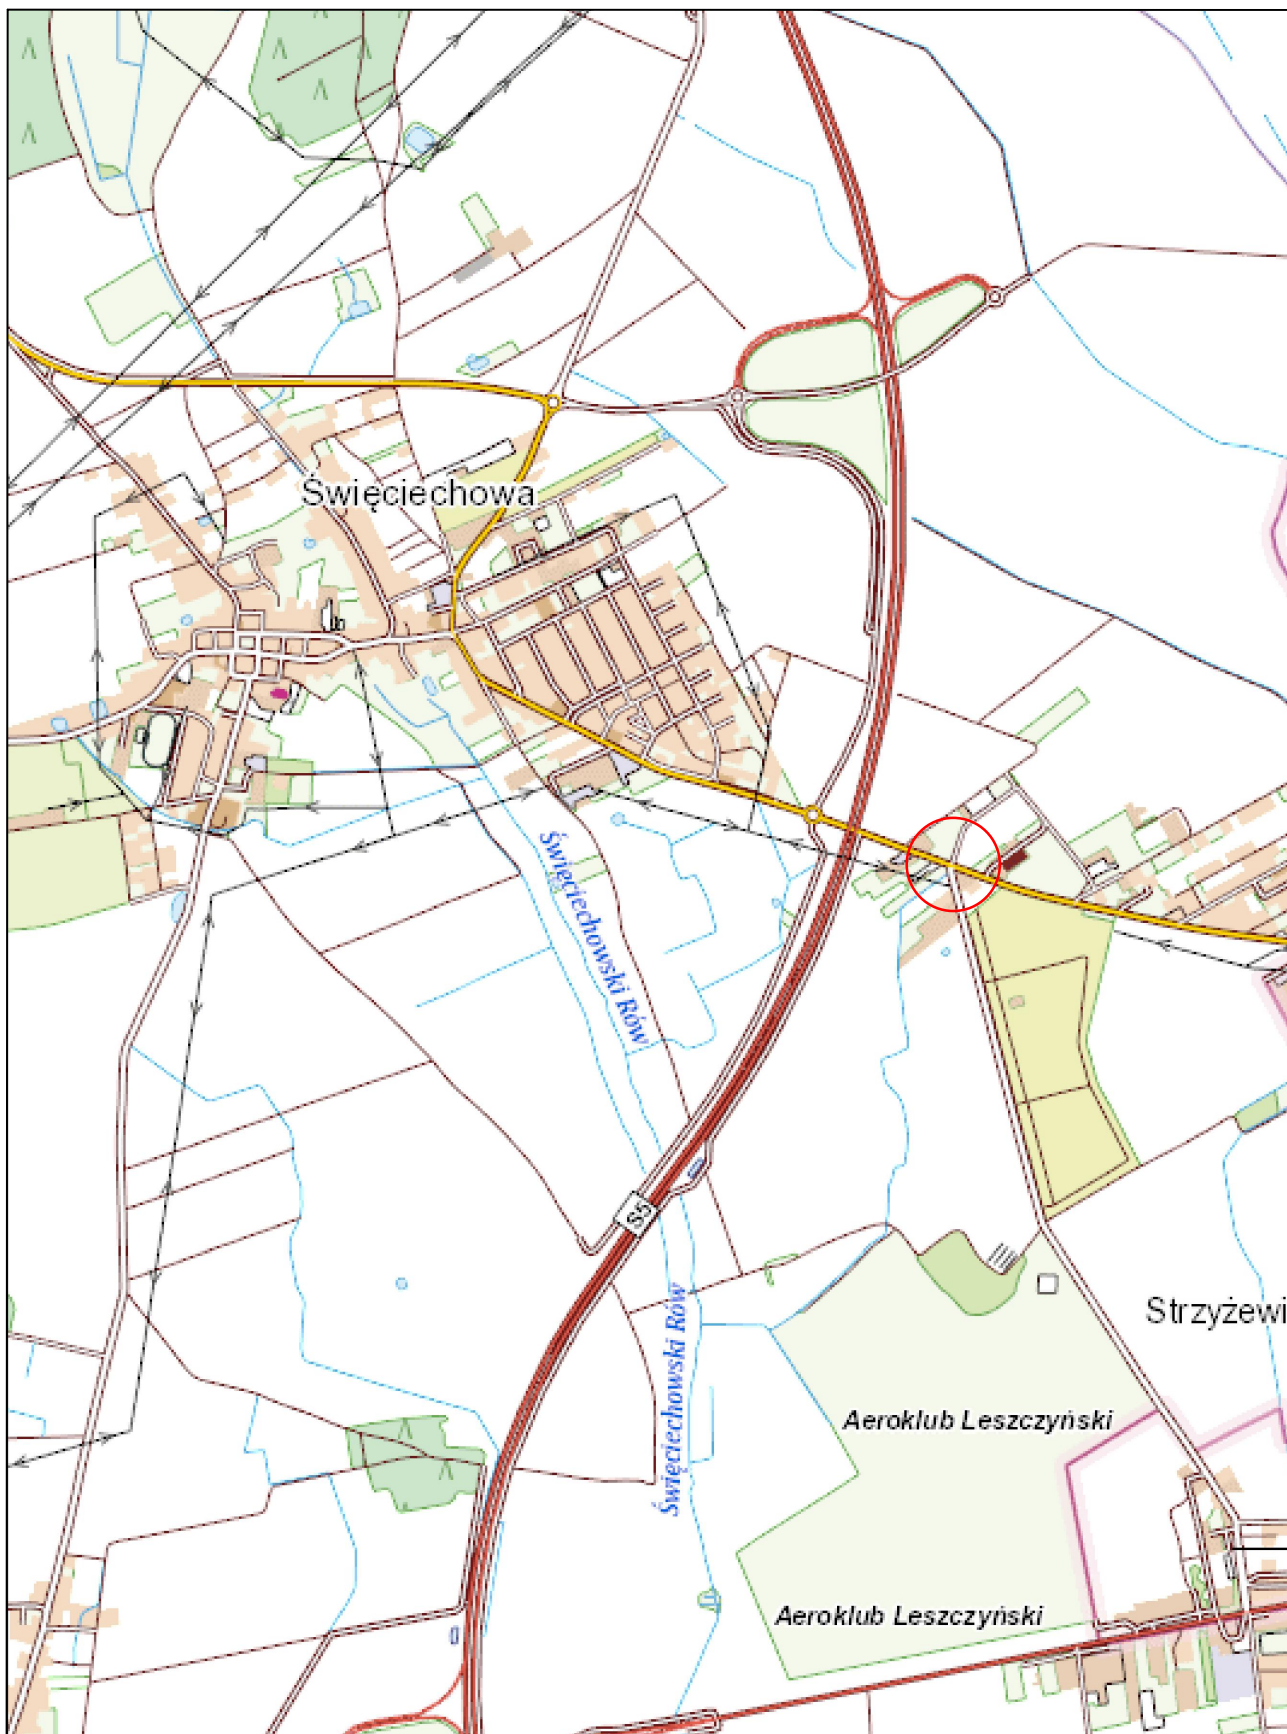 Święciechowa
Święciechowski Rów
S5
Święciechowski Rów
Strzyżewi
Aeroklub Leszczyński
Aeroklub Leszczyński